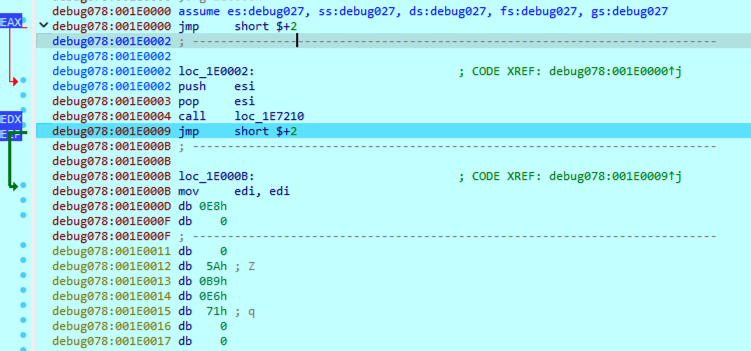 assume es:debug027, ss:debug027, ds:debug027, fs:debug027, gs:debug027
EAX
debug078:001E0000 jmp short $+2
debug078:001E0002 ; ---------------------------------------------------------------------------
debug078:001E0002
debug078:001E0002 loc_1E0002: ; CODE XREF: debug078:001E0000↑j
debug078:001E0002 push esi
debug078:001E0003 pop esi
debug078:001E0004 call loc_1E7210
EDX
debug078:001E0009 jmp short $+2
debug078:001E000B ; ---------------------------------------------------------------------------
debug078:001E000B
debug078:001E000B loc_1E000B: ; CODE XREF: debug078:001E0009↑j
debug078:001E000B mov edi, edi
debug078:001E000D db 0E8h
debug078:001E000F db 0
debug078:001E000F ; ---------------------------------------------------------------------------
debug078:001E0011 db 0
debug078:001E0012 db 5Ah ; Z
debug078:001E0013 db 0B9h
debug078:001E0014 db 0E6h
debug078:001E0015 db 71h ; q
debug078:001E0016 db 0
debug078:001E0017 db 0